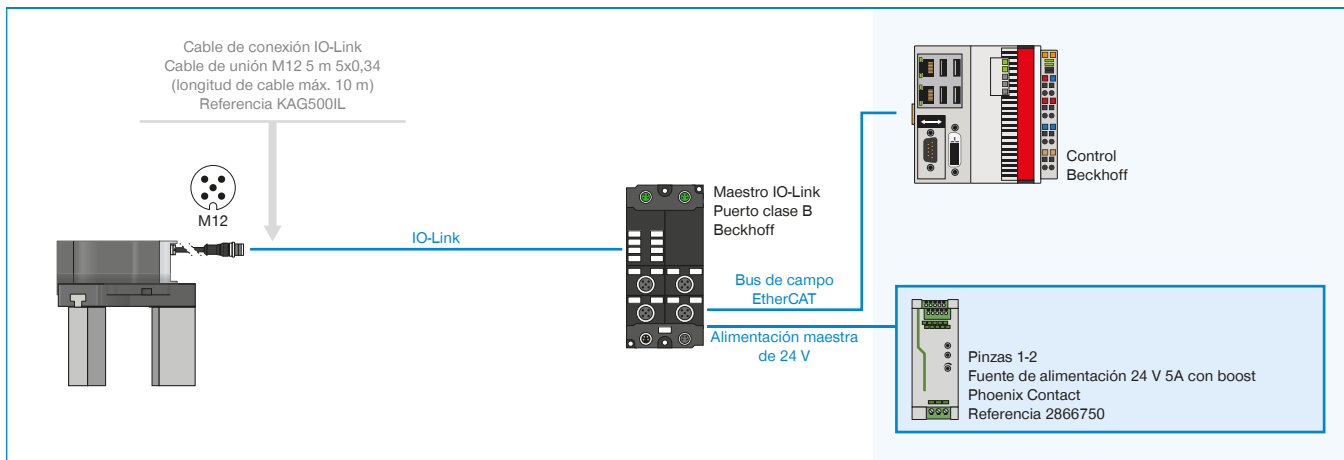 Cable de conexión IO-Link
Cable de unión M12 5 m 5x0,34
(longitud de cable máx. 10 m)
Referencia KAG500IL
M12
IO-Link
Maestro IO-Link
Puerto clase B
Beckhoff
Bus de campo
EtherCAT
Alimentación maestra
de 24 V
Control
Beckhoff
Pinzas 1-2
Fuente de alimentación 24 V 5A con boost
Phoenix Contact
Referencia 2866750